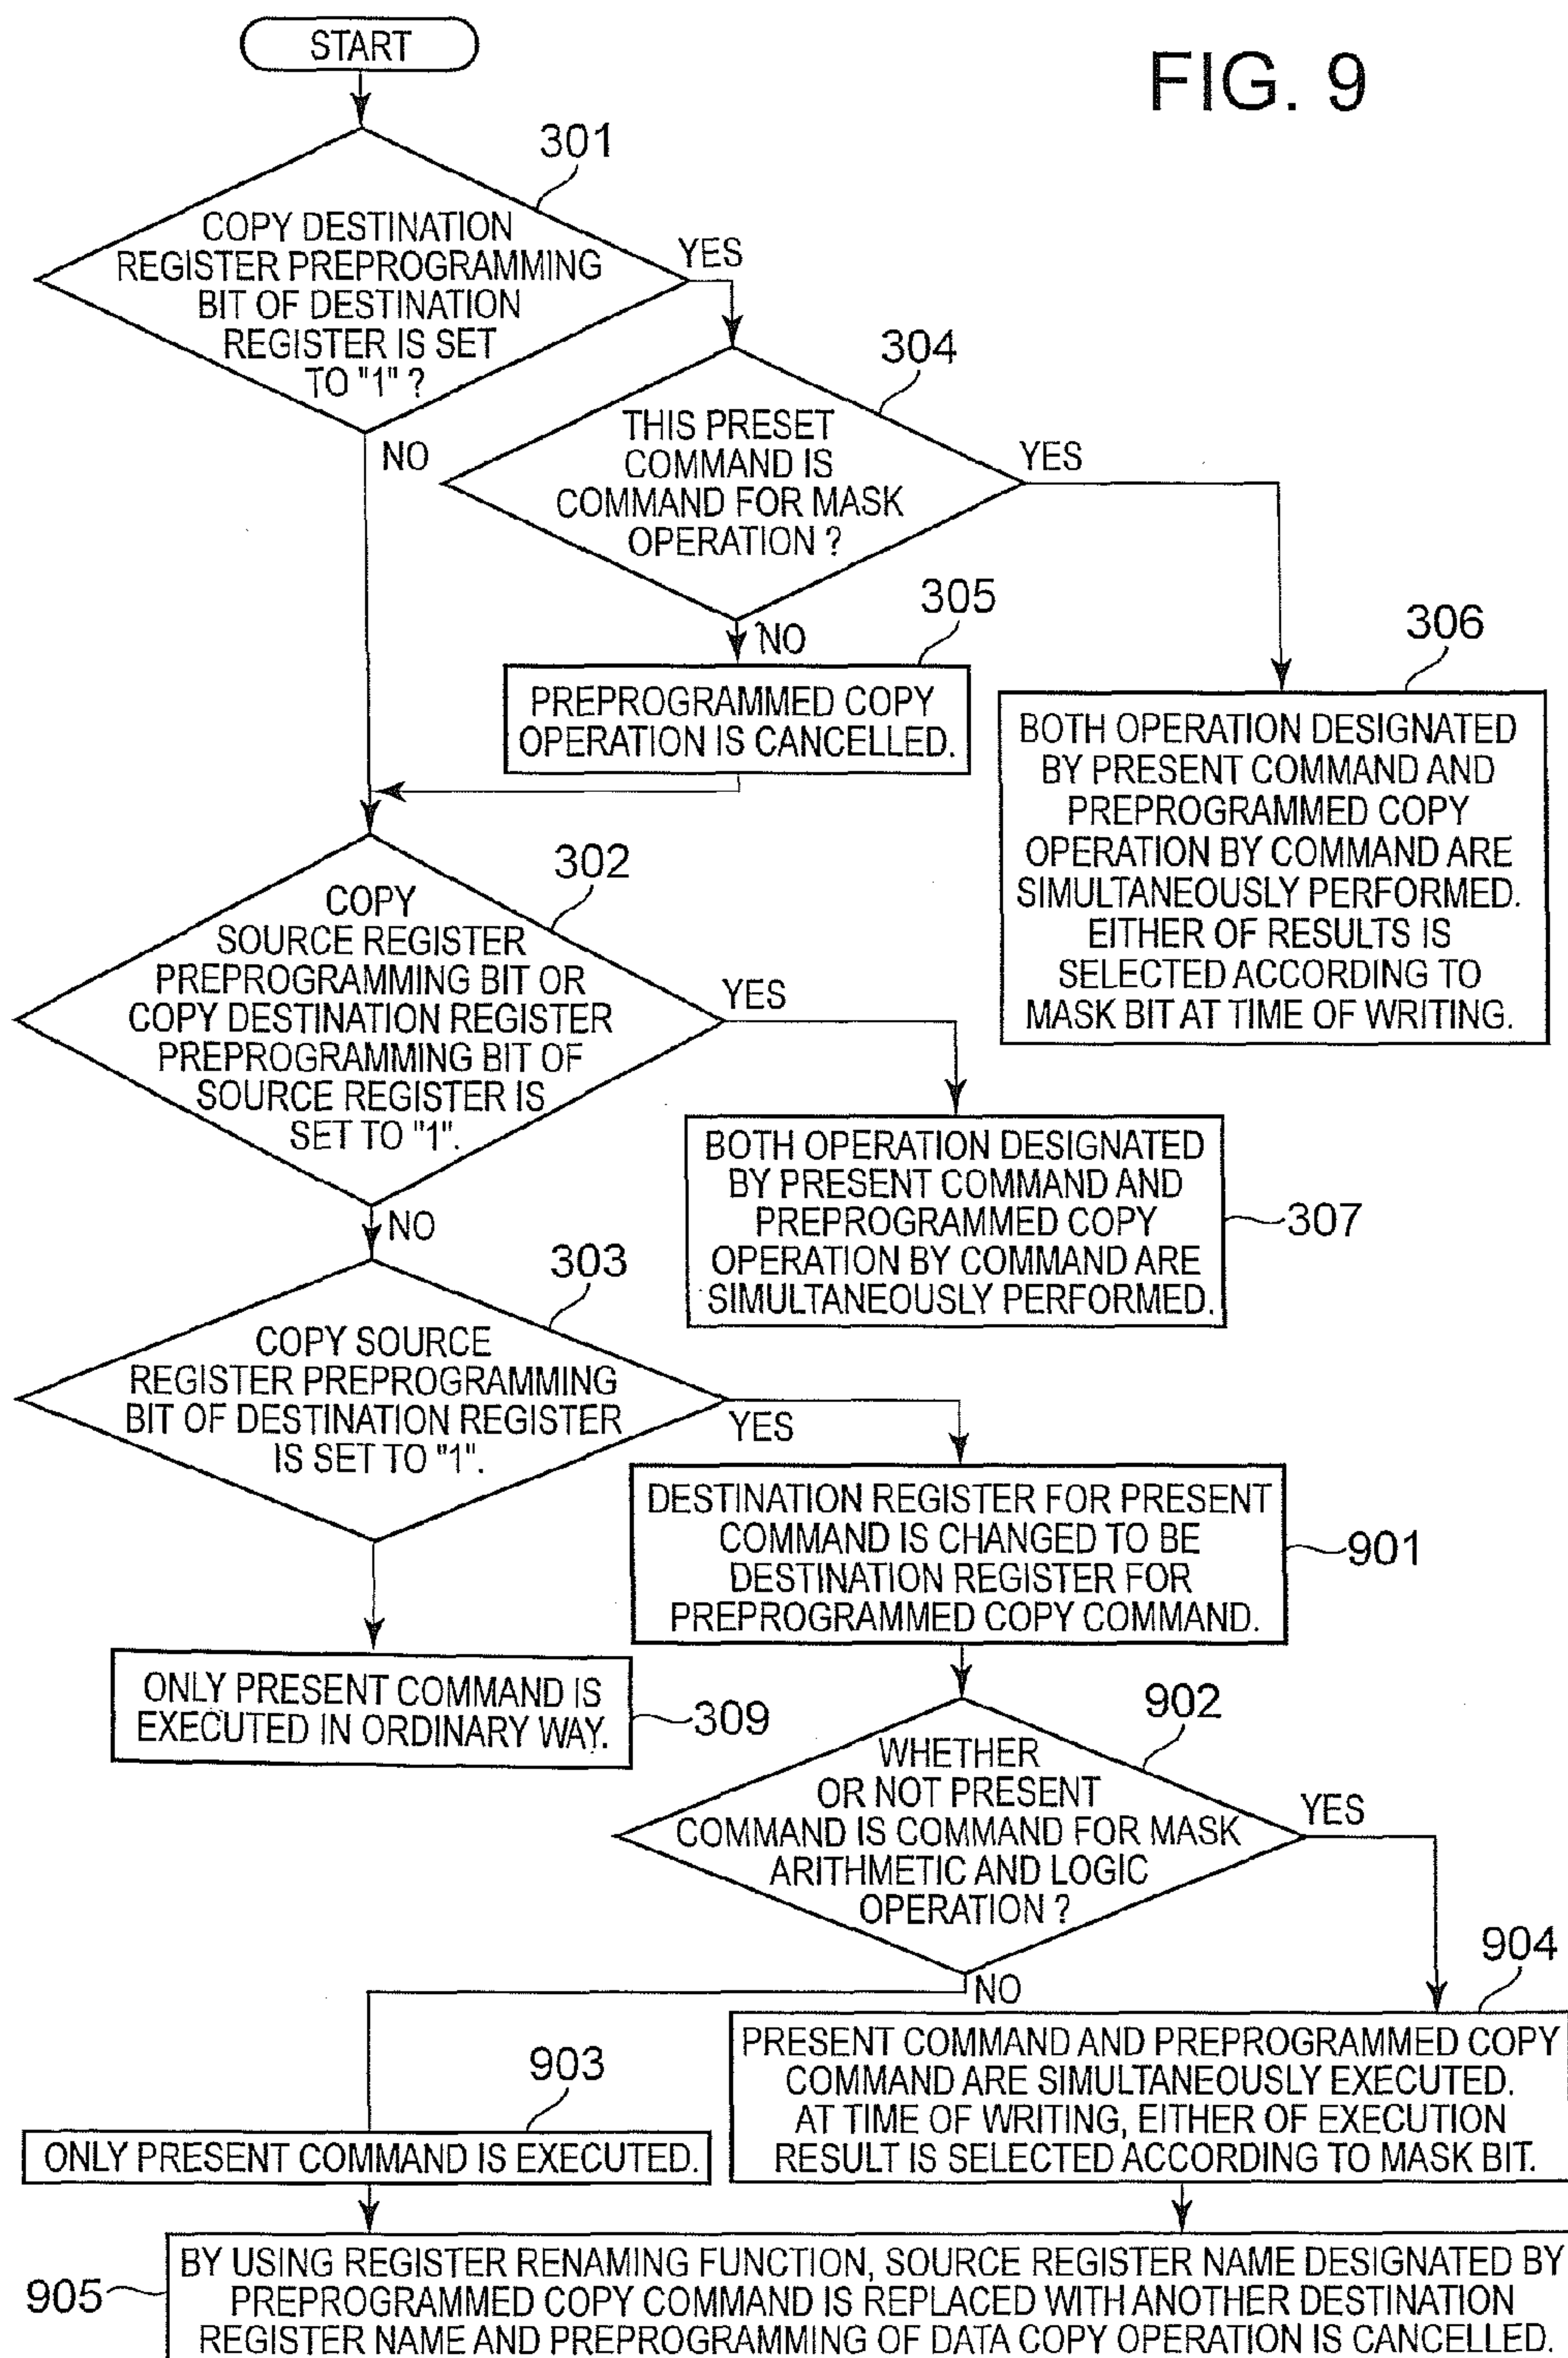 START
FIG. 9
301
COPY DESTINATION
REGISTER PREPROGRAMMING
BIT OF DESTINATION
REGISTER IS SET
TO "1" ?
YES
NO
304
THIS PRESET
COMMAND IS
COMMAND FOR MASK
OPERATION ?
YES
NO
305
PREPROGRAMMED COPY
OPERATION IS CANCELLED.
306
BOTH OPERATION DESIGNATED
BY PRESENT COMMAND AND
PREPROGRAMMED COPY
OPERATION BY COMMAND ARE
SIMULTANEOUSLY PERFORMED.
EITHER OF RESULTS IS
SELECTED ACCORDING TO
MASK BIT AT TIME OF WRITING.
302
COPY
SOURCE REGISTER
PREPROGRAMMING BIT OR
COPY DESTINATION REGISTER
PREPROGRAMMING BIT OF
SOURCE REGISTER IS
SET TO "1".
YES
NO
BOTH OPERATION DESIGNATED
BY PRESENT COMMAND AND
PREPROGRAMMED COPY
OPERATION BY COMMAND ARE
SIMULTANEOUSLY PERFORMED.
307
303
COPY SOURCE
REGISTER PREPROGRAMMING
BIT OF DESTINATION REGISTER
IS SET TO "1".
YES
DESTINATION REGISTER FOR PRESENT
COMMAND IS CHANGED TO BE
DESTINATION REGISTER FOR
PREPROGRAMMED COPY COMMAND.
901
ONLY PRESENT COMMAND IS
EXECUTED IN ORDINARY WAY.
309
902
WHETHER
OR NOT PRESENT
COMMAND IS COMMAND FOR MASK
ARITHMETIC AND LOGIC
OPERATION ?
YES
NO
904
PRESENT COMMAND AND PREPROGRAMMED COPY
COMMAND ARE SIMULTANEOUSLY EXECUTED.
AT TIME OF WRITING, EITHER OF EXECUTION
RESULT IS SELECTED ACCORDING TO MASK BIT.
903
ONLY PRESENT COMMAND IS EXECUTED.
905
BY USING REGISTER RENAMING FUNCTION, SOURCE REGISTER NAME DESIGNATED BY
PREPROGRAMMED COPY COMMAND IS REPLACED WITH ANOTHER DESTINATION
REGISTER NAME AND PREPROGRAMMING OF DATA COPY OPERATION IS CANCELLED.